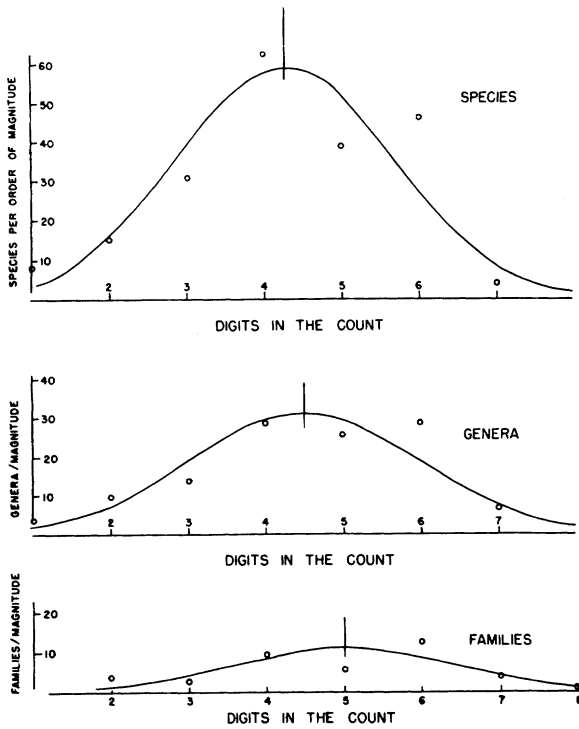 SPECIES PER ORDER OF MAGNITUDE
60
50
40
30
20
10
SPECIES
2 3 4 5 6 7
DIGITS IN THE COUNT
GENERA/MAGNITUDE
40
30
20
10
GENERA
2 3 4 5 6 7
DIGITS IN THE COUNT
FAMILIES/MAGNITUDE
20
10
FAMILIES
2 3 4 5 6 7 8
DIGITS IN THE COUNT